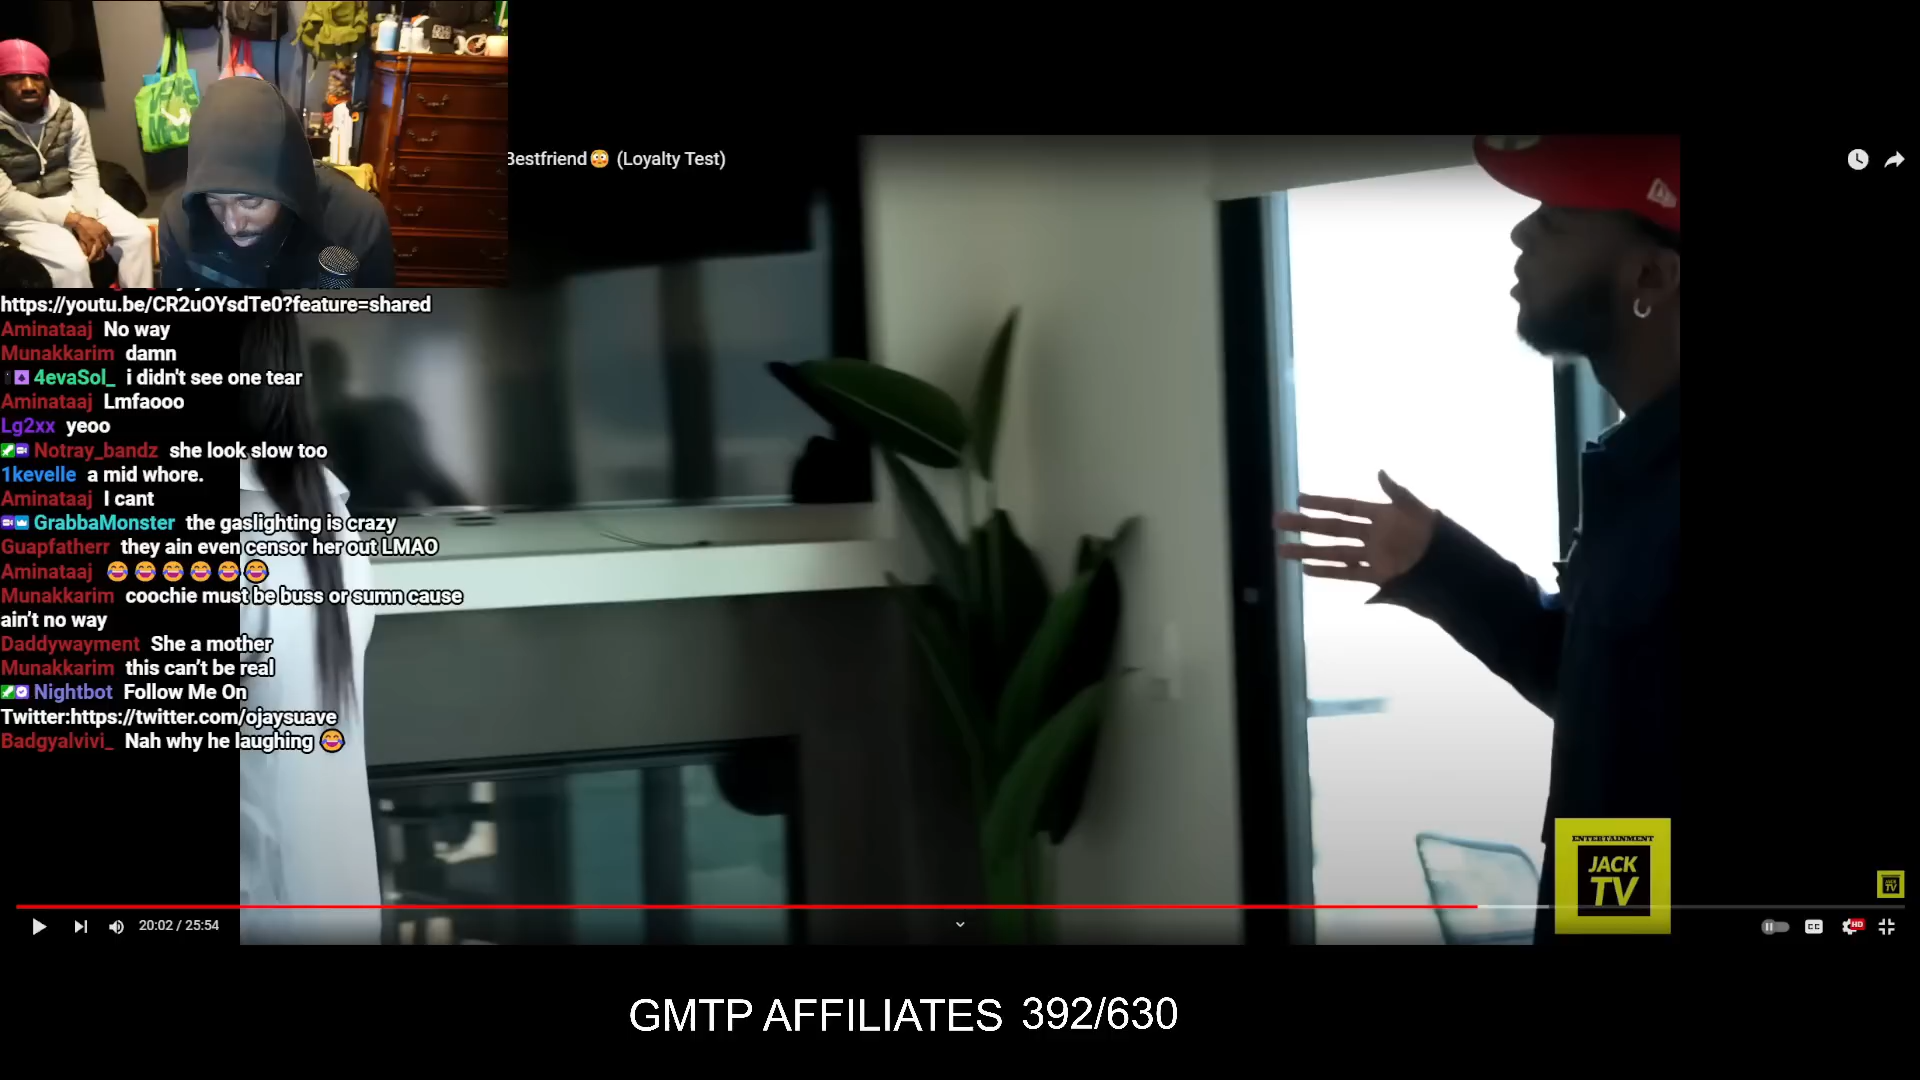 Bestfriend😳 (Loyalty Test)
https://youtu.be/CR2uOYsdTe0?feature=shared
Aminataaj No way
Munakkarim damn
4evaSol_ i didn't see one tear
Aminataaj Lmfaooo
Lg2xx yeoo
Notray_bandz she look slow too
1kevelle a mid whore.
Aminataaj I cant
GrabbaMonster the gaslighting is crazy
Guapfatherr they ain even censor her out LMAO
Aminataaj 😂😂😂😂😂😂
Munakkarim coochie must be buss or sumn cause
ain't no way
Daddywayment She a mother
Munakkarim this can't be real
Nightbot Follow Me On
Twitter:https://twitter.com/ojaysuave
Badgyalvivi_ Nah why he laughing 😂
ENTERTAINMENT
JACK
TV
20:02 / 25:54
CC
HD
GMTP AFFILIATES 392/630